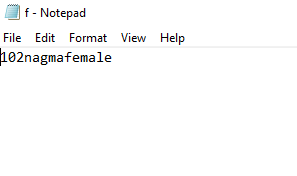 f - Notepad
File Edit Format View Help
102nagmafemale